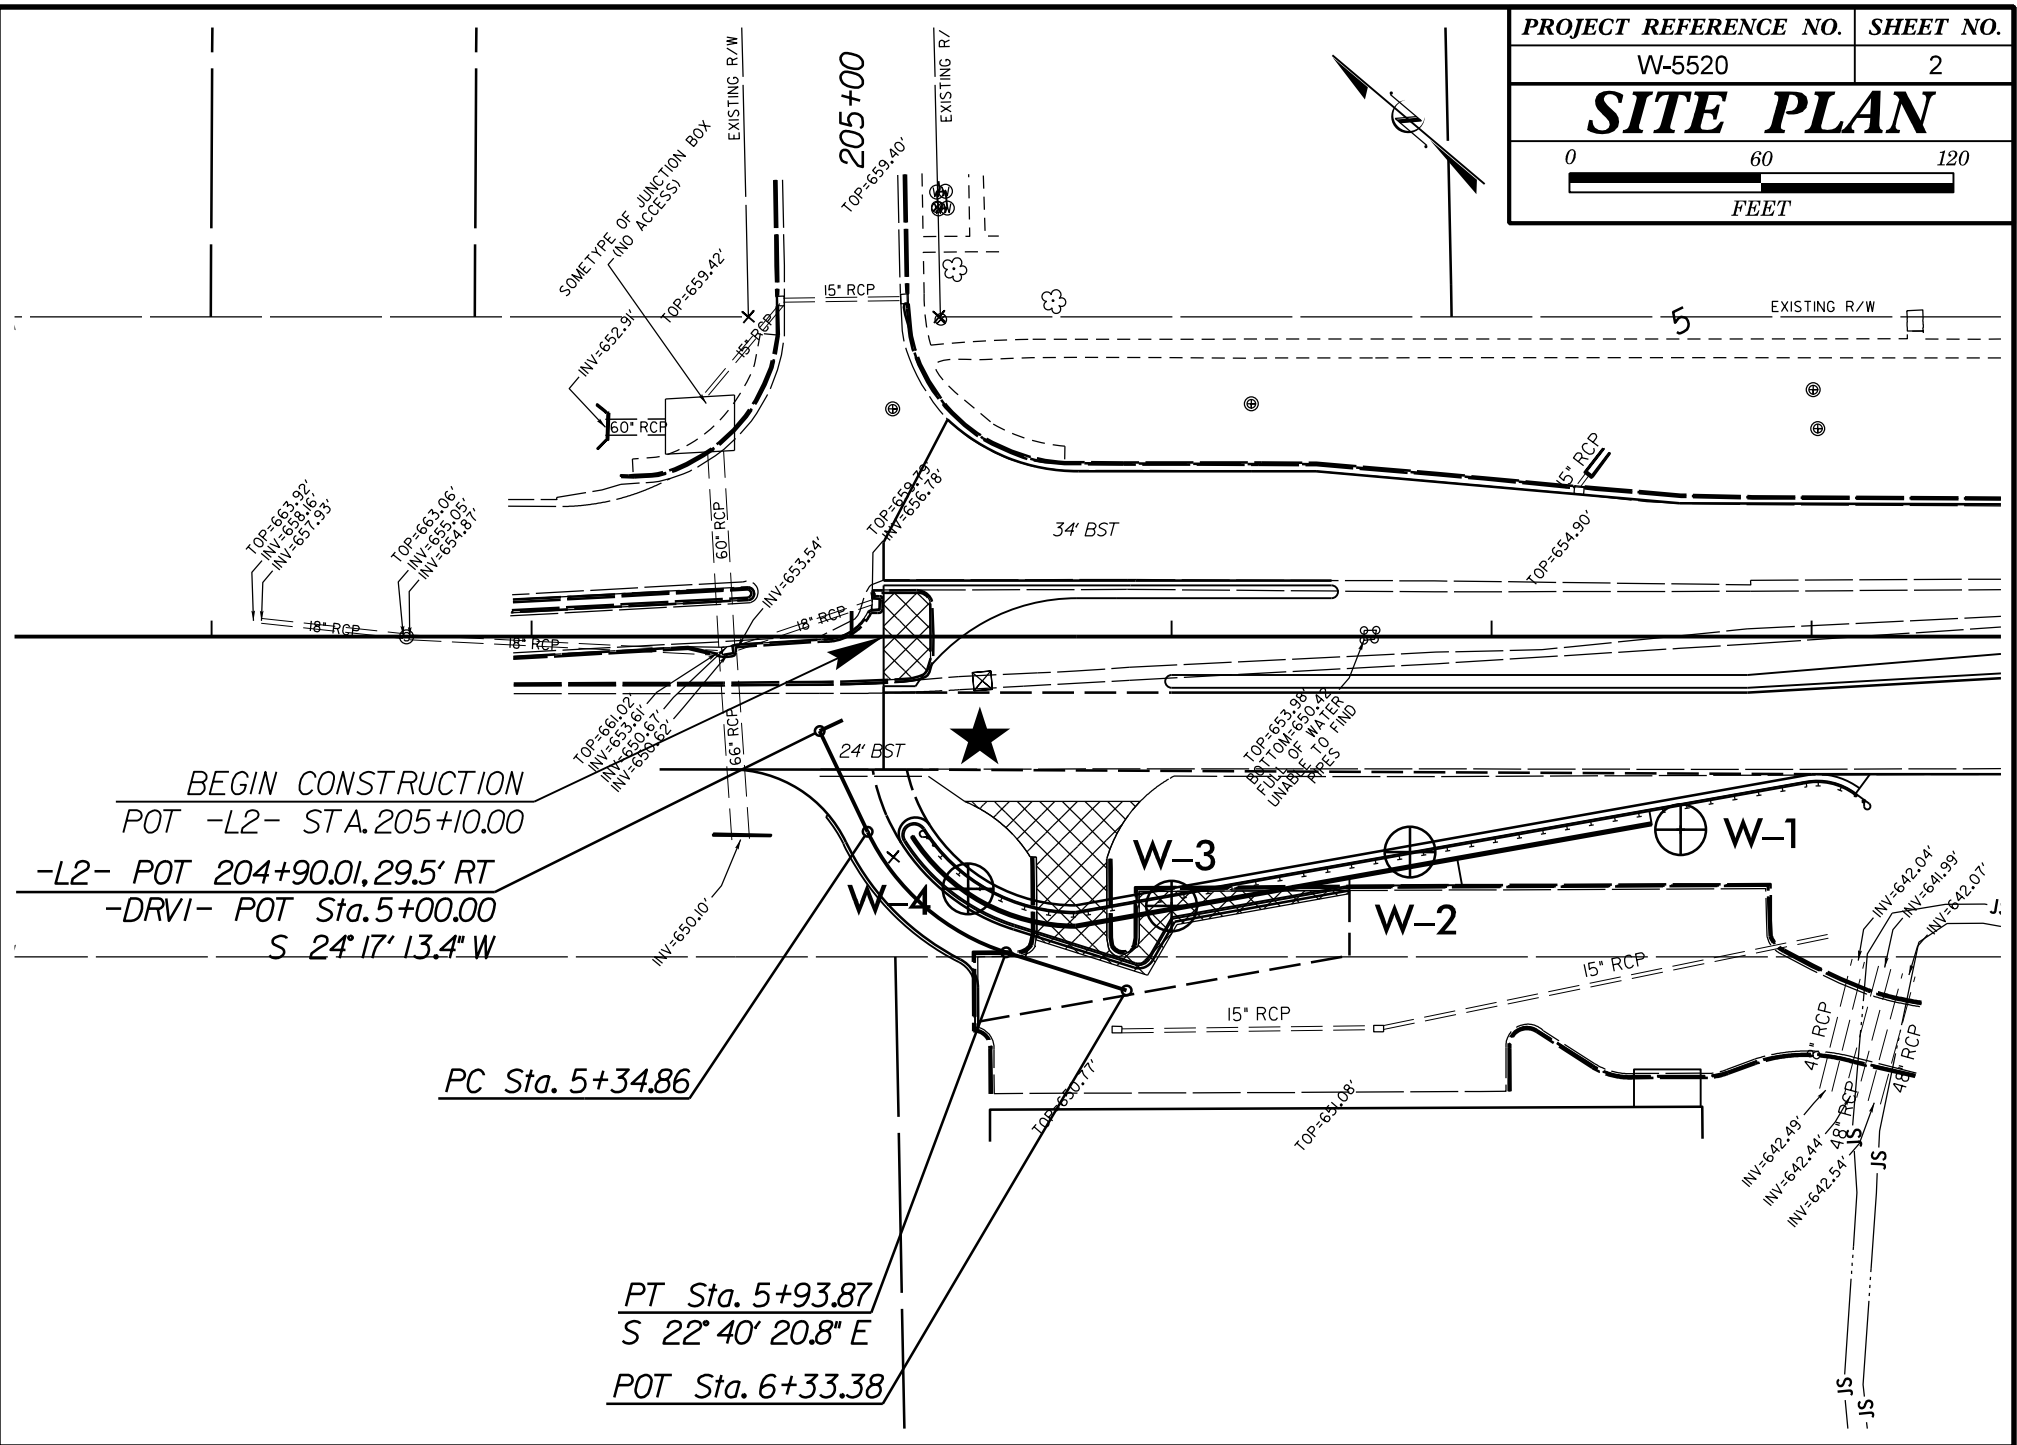 PROJECT REFERENCE NO.
SHEET NO.
W-5520
2
SITE PLAN
0 60 120
FEET
EXISTING R/W
205+00
EXISTING R/
TOP=659.40'
SOMETYPE OF JUNCTION BOX
(NO ACCESS)
TOP=659.42'
INV=652.91'
15" RCP
15" RCP
EXISTING R/W
5
60" RCP
15" RCP
TOP=663.92'
INV=658.16'
INV=657.93'
TOP=663.06'
INV=655.05'
INV=654.87'
60" RCP
TOP=659.79'
INV=656.78'
34' BST
TOP=654.90'
INV=653.54'
18" RCP
18" RCP
18" RCP
TOP=661.02'
INV=653.61'
INV=650.67'
INV=650.62'
66" RCP
24' BST
TOP=653.98'
BOTTOM=650.42'
FULL OF WATER
UNABLE TO FIND
PIPES
BEGIN CONSTRUCTION
POT -L2- STA. 205+10.00
-L2- POT 204+90.01, 29.5' RT
-DRV1- POT Sta. 5+00.00
S 24° 17' 13.4" W
W-1
W-2
W-3
W-4
INV=650.10'
INV=642.04'
INV=641.99'
INV=642.07'
JS
15" RCP
15" RCP
48" RCP
48" RCP
48" RCP
PC Sta. 5+34.86
TOP=650.77'
TOP=651.08'
INV=642.49'
INV=642.44'
INV=642.54'
JS
JS
PT Sta. 5+93.87
S 22° 40' 20.8" E
POT Sta. 6+33.38
JS
JS